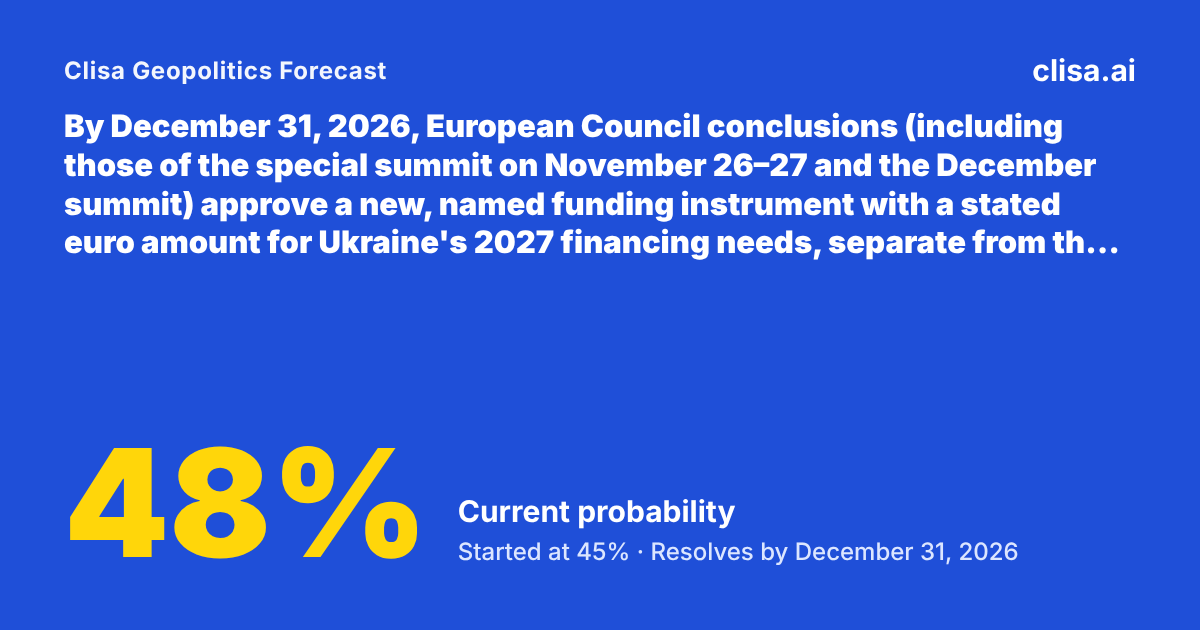 Clisa Geopolitics Forecast
clisa.ai
By December 31, 2026, European Council conclusions (including
those of the special summit on November 26–27 and the December
summit) approve a new, named funding instrument with a stated
euro amount for Ukraine's 2027 financing needs, separate from th…
48%
Current probability
Started at 45% · Resolves by December 31, 2026